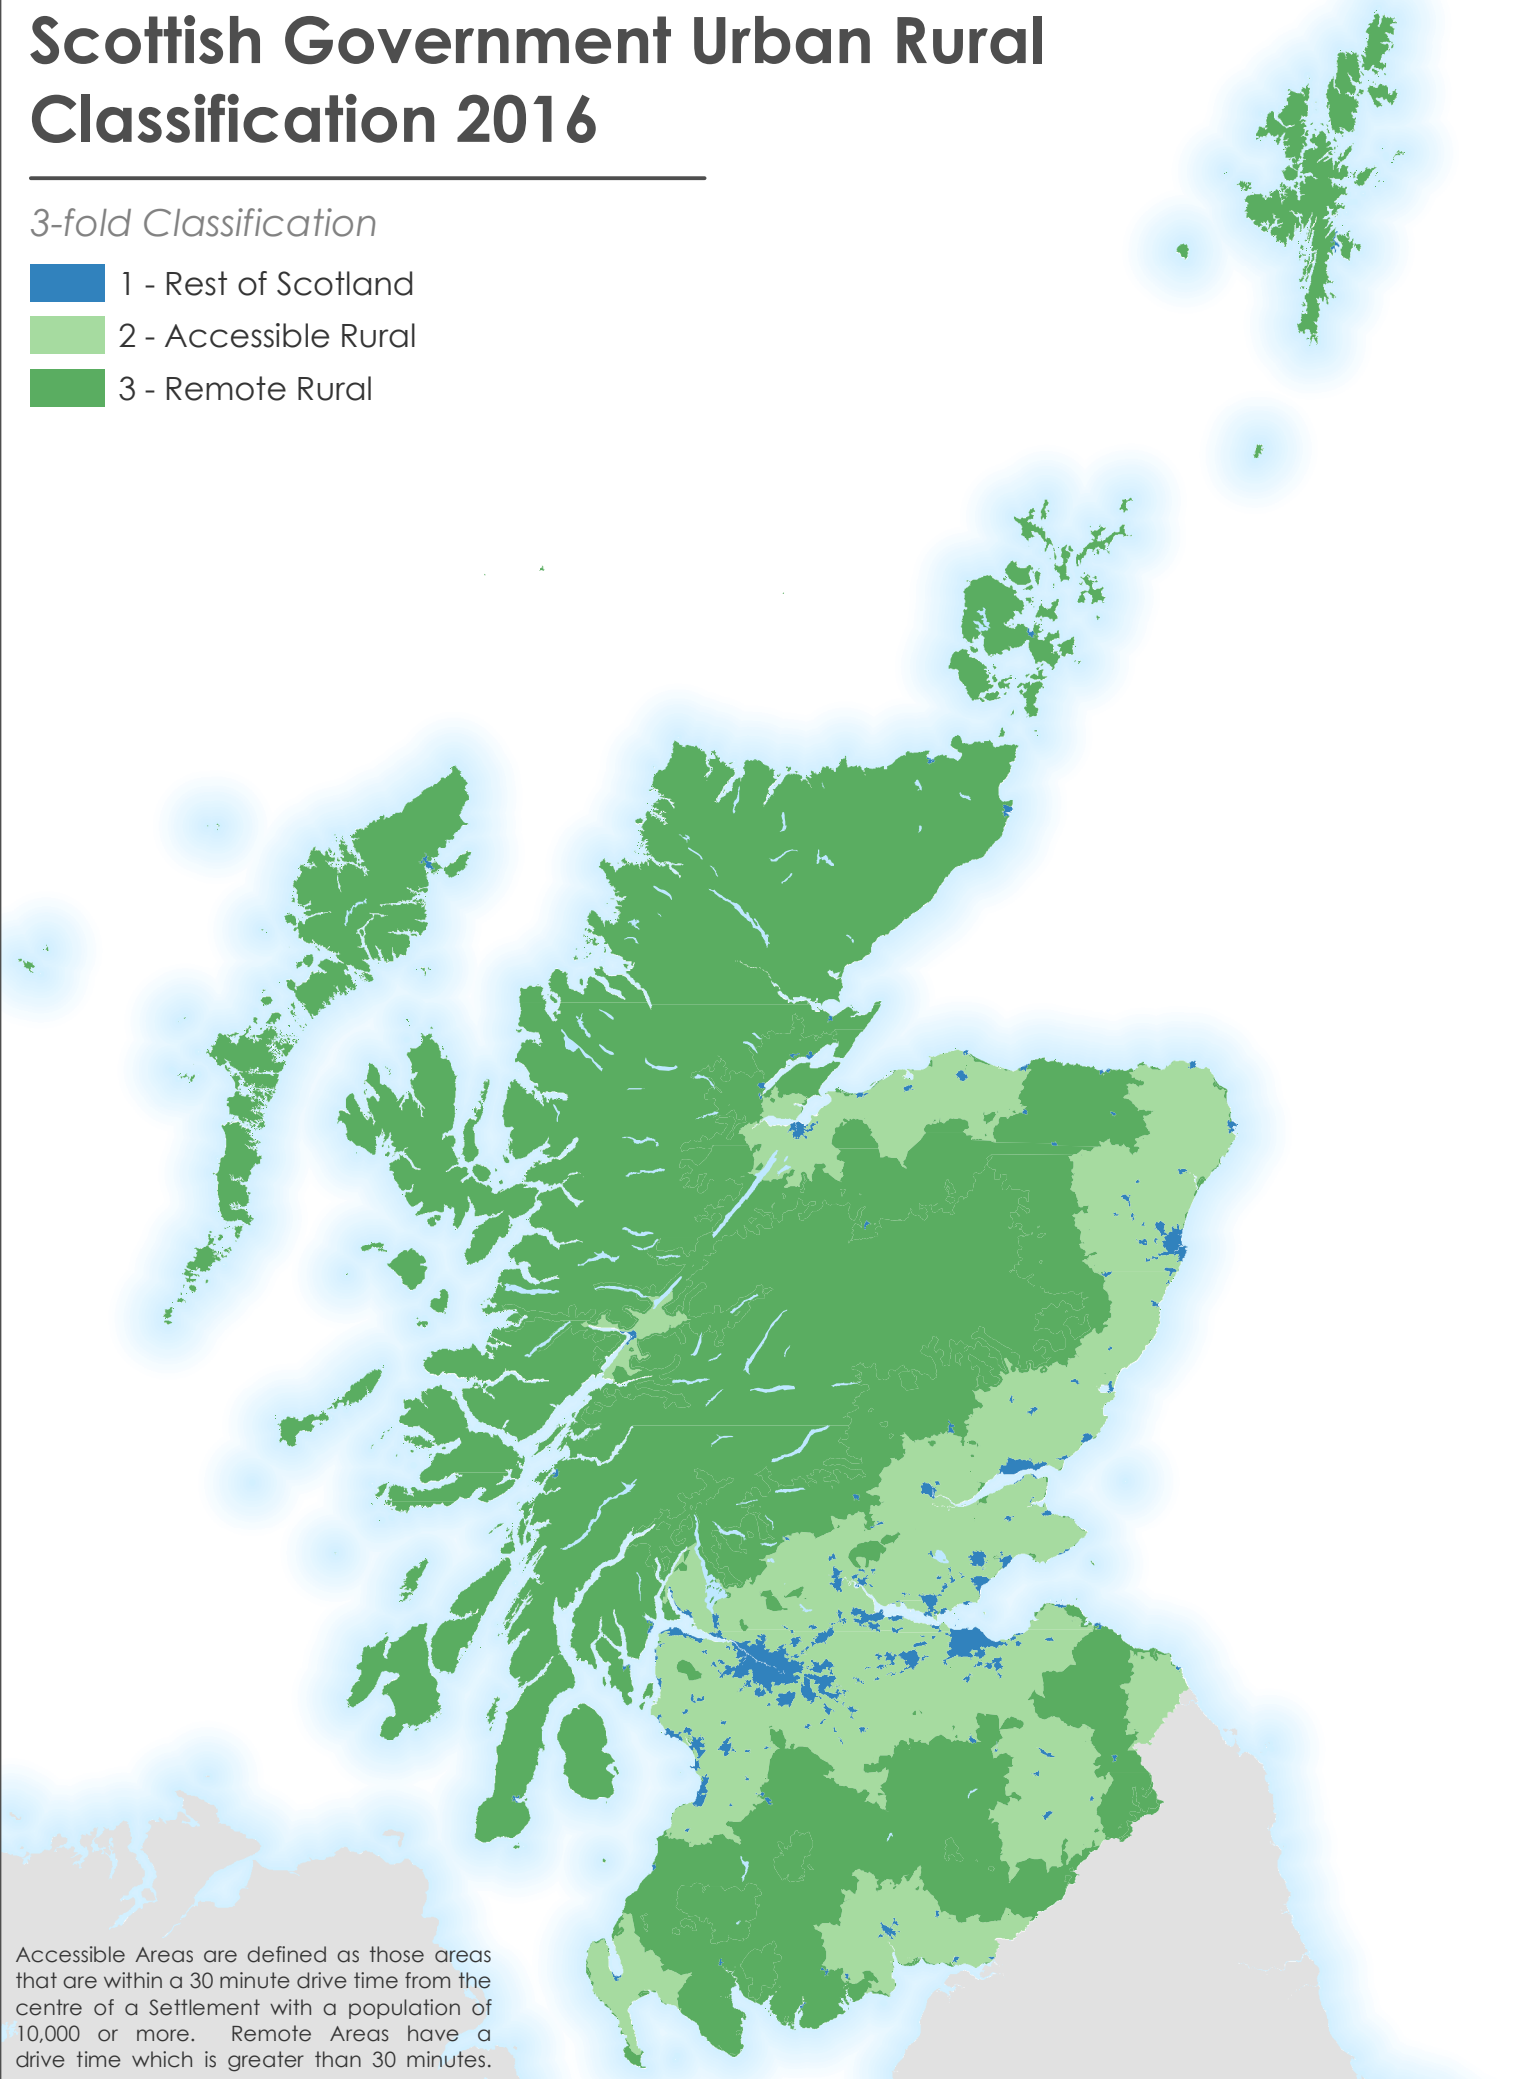 Scottish Government Urban Rural
Classification 2016
3-fold Classification
1 - Rest of Scotland
2 - Accessible Rural
3 - Remote Rural
Accessible Areas are defined as those areas
that are within a 30 minute drive time from the
centre of a Settlement with a population of
10,000 or more. Remote Areas have a
drive time which is greater than 30 minutes.